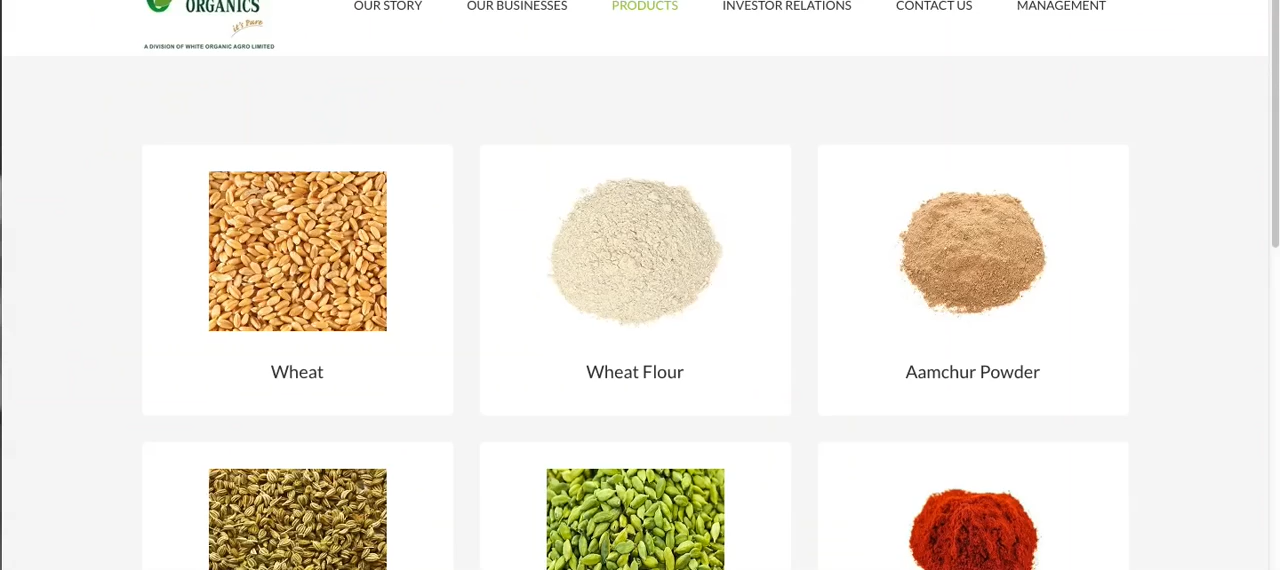 ORGANICS
it's Pure
A DIVISION OF WHITE ORGANIC AGRO LIMITED
OUR STORY
OUR BUSINESSES
PRODUCTS
INVESTOR RELATIONS
CONTACT US
MANAGEMENT
Wheat
Wheat Flour
Aamchur Powder